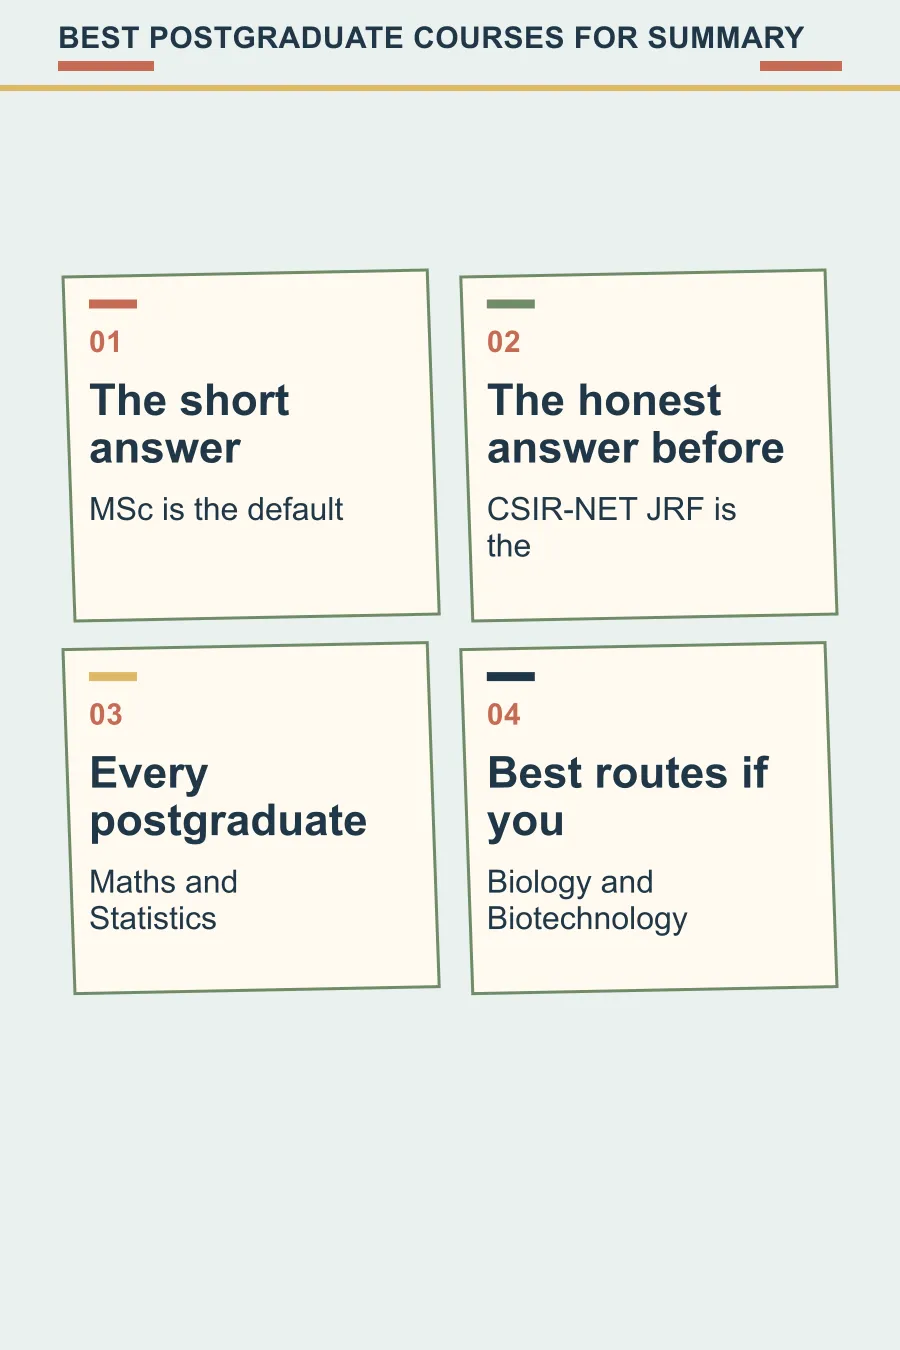 BEST POSTGRADUATE COURSES FOR SUMMARY
01
The short
answer
MSc is the default
02
The honest
answer before
CSIR-NET JRF is
the
03
Every
postgraduate
Maths and
Statistics
04
Best routes if
you
Biology and
Biotechnology